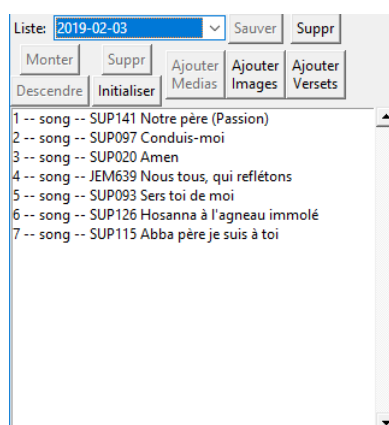 Liste: 2019-02-03 Sauver Suppr
Monter Suppr Ajouter Medias Ajouter Images Ajouter Versets
Descendre Initialiser
1 -- song -- SUP141 Notre père (Passion)
2 -- song -- SUP097 Conduis-moi
3 -- song -- SUP020 Amen
4 -- song -- JEM639 Nous tous, qui reflétons
5 -- song -- SUP093 Sers toi de moi
6 -- song -- SUP126 Hosanna à l'agneau immolé
7 -- song -- SUP115 Abba père je suis à toi